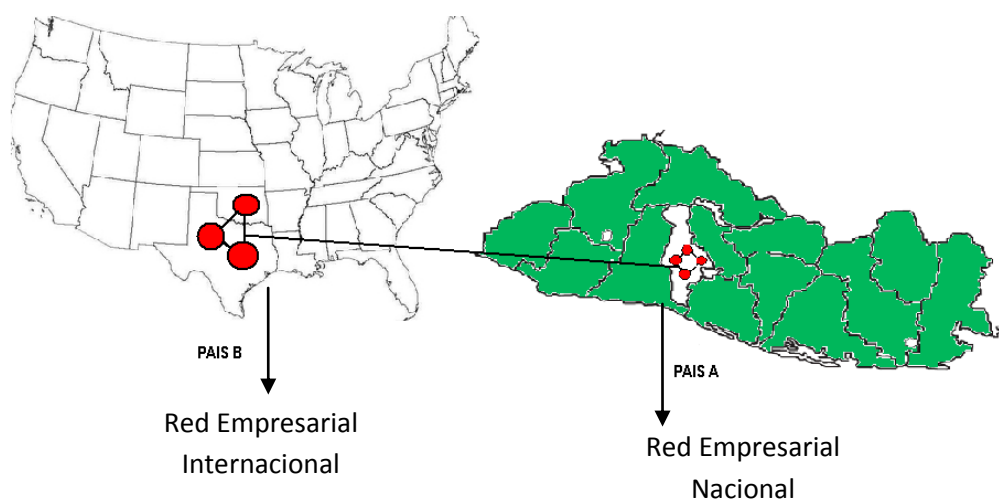 PAIS B
Red Empresarial
Internacional
PAIS A
Red Empresarial
Nacional